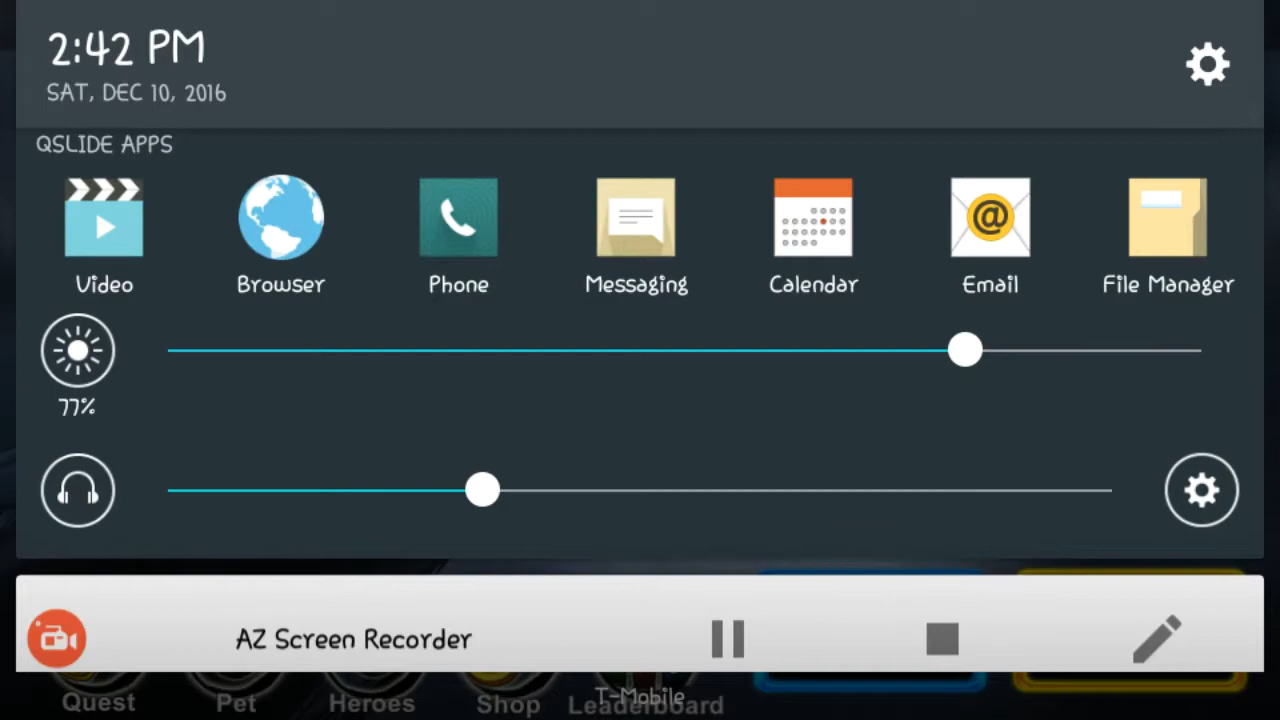 2:42 PM
SAT, DEC 10, 2016
QSLIDE APPS
Video Browser Phone Messaging Calendar Email File Manager
77%
AZ Screen Recorder
T-Mobile
Quest Pet Heroes Shop Leaderboard